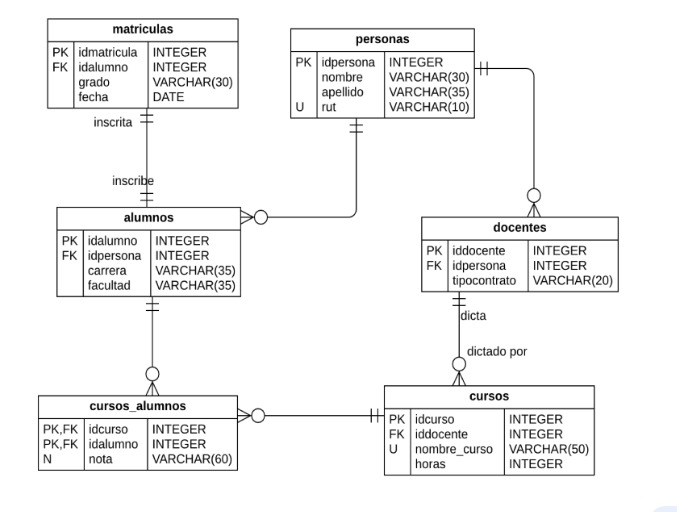 matriculas
PK idmatricula INTEGER
FK idalumno INTEGER
grado VARCHAR(30)
fecha DATE
personas
PK idpersona INTEGER
nombre VARCHAR(30)
apellido VARCHAR(35)
U rut VARCHAR(10)
inscrita
inscribe
alumnos
PK idalumno INTEGER
FK idpersona INTEGER
carrera VARCHAR(35)
facultad VARCHAR(35)
docentes
PK iddocente INTEGER
FK idpersona INTEGER
tipocontrato VARCHAR(20)
dicta
dictado por
cursos_alumnos
PK,FK idcurso INTEGER
PK,FK idalumno INTEGER
N nota VARCHAR(60)
cursos
PK idcurso INTEGER
FK iddocente INTEGER
U nombre_curso VARCHAR(50)
horas INTEGER